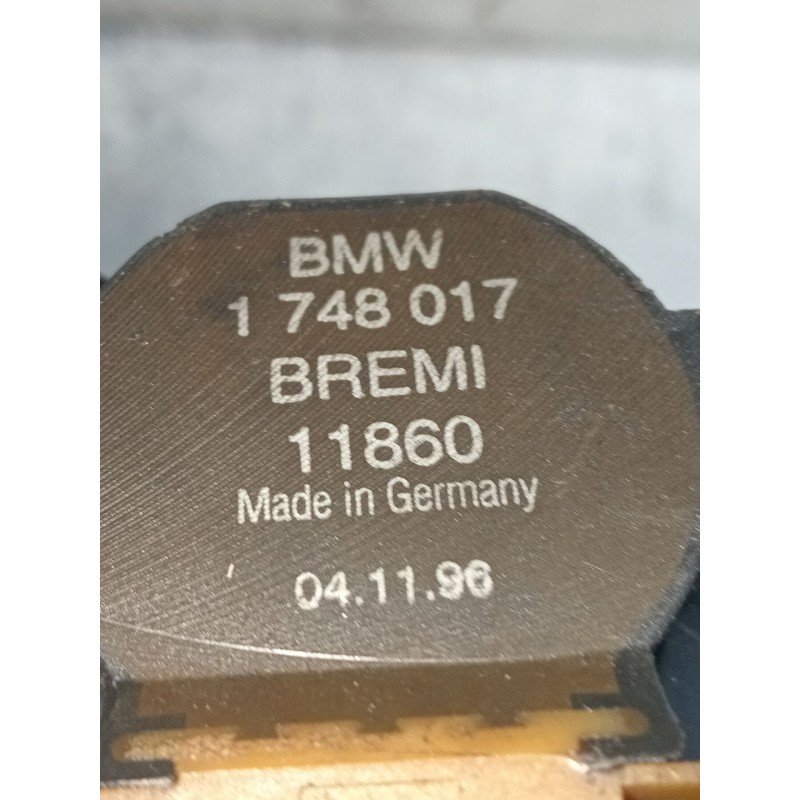 BMW
1 748 017
BREMI
11860
Made in Germany
04.11.96